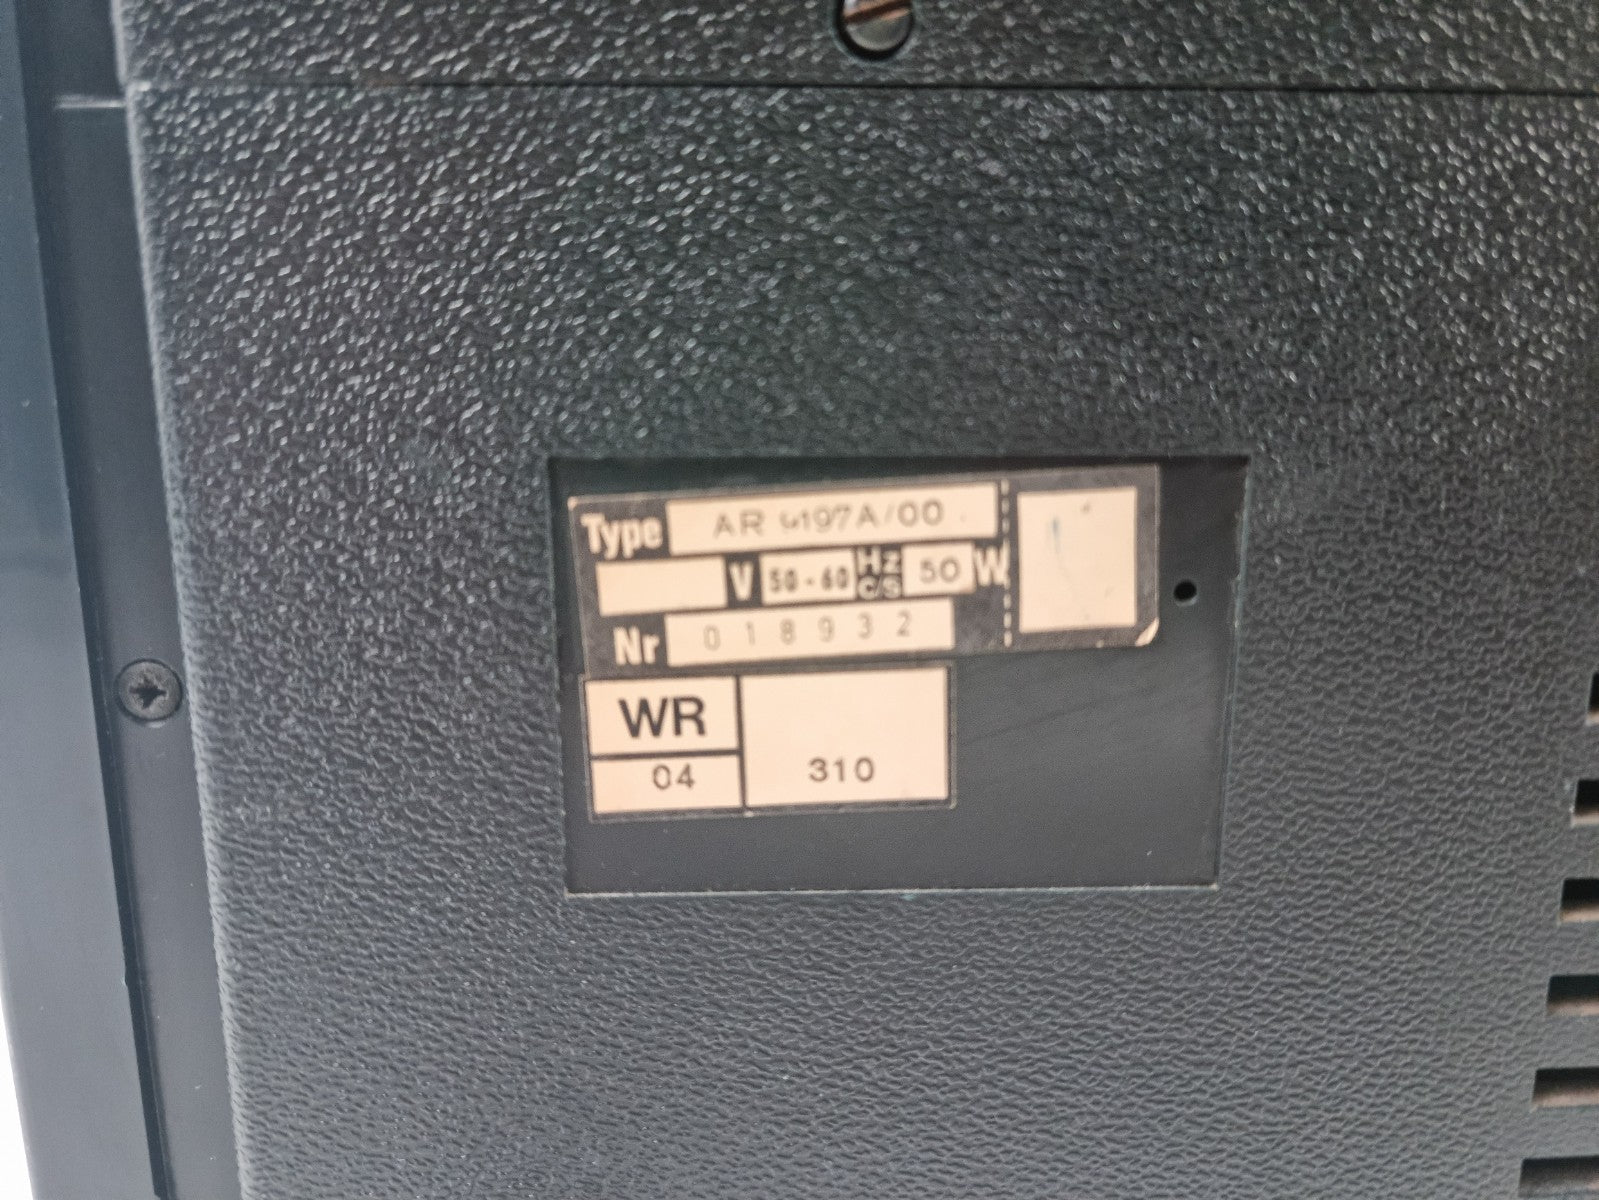 Type AR 9197A/00
V 50-60 Hz c/s 50 W
Nr 018932
WR
04 310